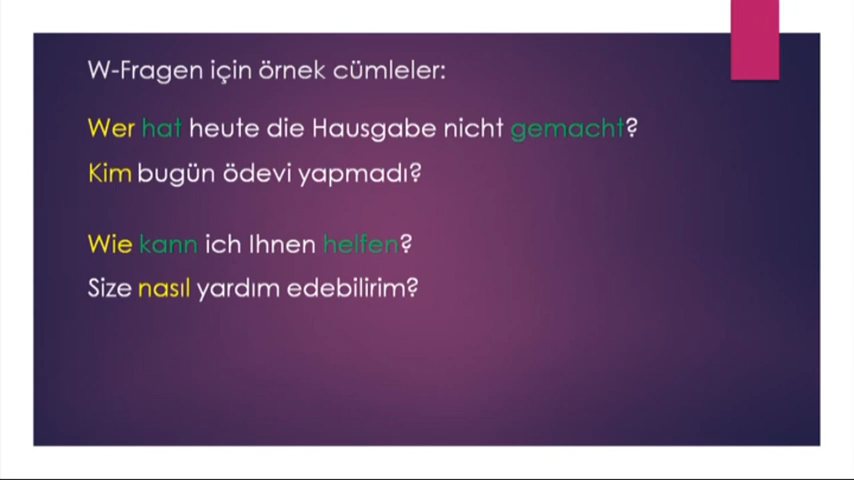 W-Fragen için örnek cümleler:
Wer hat heute die Hausgabe nicht gemacht?
Kim bugün ödevi yapmadı?
Wie kann ich Ihnen helfen?
Size nasıl yardım edebilirim?